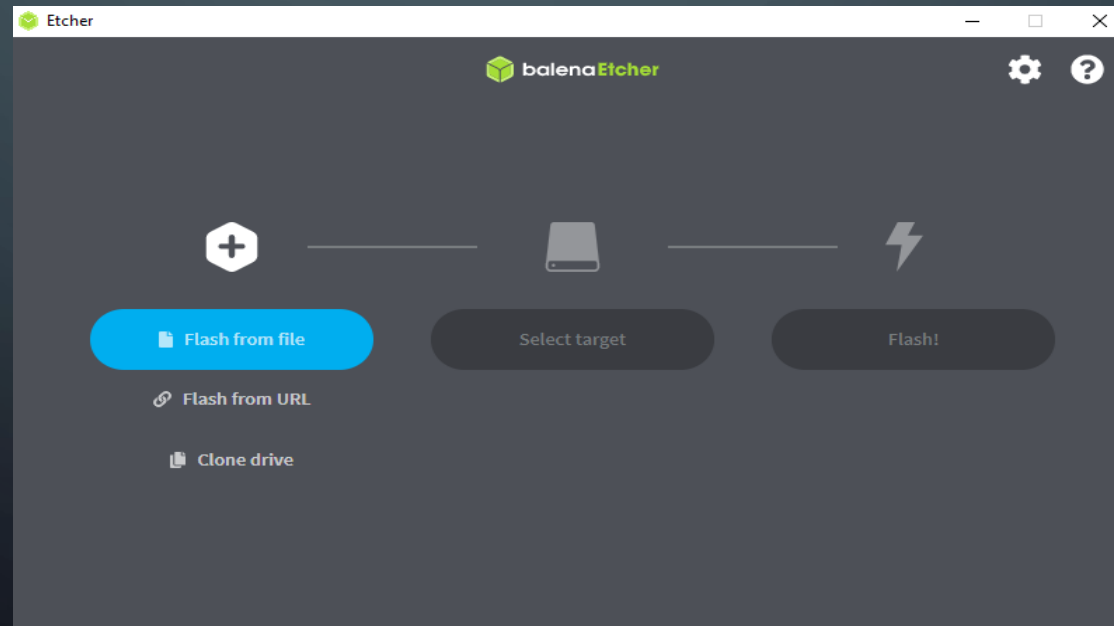 Etcher
balenaEtcher
Flash from file
Select target
Flash!
Flash from URL
Clone drive